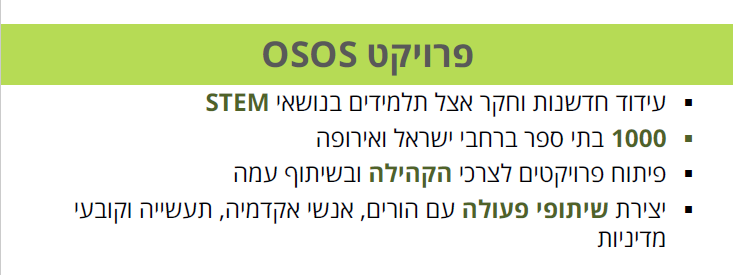 פרויקט OSOS
▪ עידוד חדשנות וחקר אצל תלמידים בנושאי STEM
▪ 1000 בתי ספר ברחבי ישראל ואירופה
▪ פיתוח פרויקטים לצרכי הקהילה ובשיתוף עמה
▪ יצירת שיתופי פעולה עם הורים, אנשי אקדמיה, תעשייה וקובעי
מדיניות